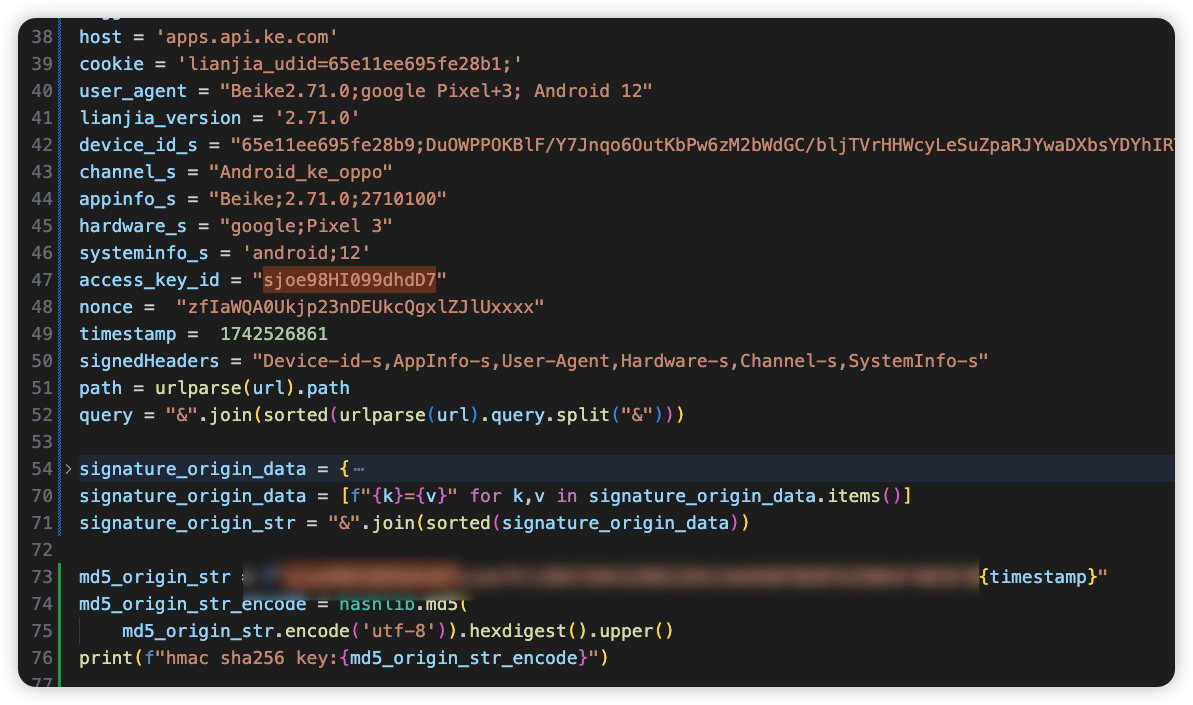 38 host = 'apps.api.ke.com'
39 cookie = 'lianjia_udid=65e11ee695fe28b1;'
40 user_agent = "Beike2.71.0;google Pixel+3; Android 12"
41 lianjia_version = '2.71.0'
42 device_id_s = "65e11ee695fe28b9;DuOWPPOKBlF/Y7Jnqo6OutKbPw6zM2bWdGC/bljTVrHHWcyLeSuZpaRJYwaDXbsYDYhIR
43 channel_s = "Android_ke_oppo"
44 appinfo_s = "Beike;2.71.0;2710100"
45 hardware_s = "google;Pixel 3"
46 systeminfo_s = 'android;12'
47 access_key_id = "sjoe98HI099dhdD7"
48 nonce =  "zfIaWQA0Ukjp23nDEUkcQgxlZJlUxxxx"
49 timestamp =  1742526861
50 signedHeaders = "Device-id-s,AppInfo-s,User-Agent,Hardware-s,Channel-s,SystemInfo-s"
51 path = urlparse(url).path
52 query = "&".join(sorted(urlparse(url).query.split("&")))
53
54 signature_origin_data = {⋯
70 signature_origin_data = [f"{k}={v}" for k,v in signature_origin_data.items()]
71 signature_origin_str = "&".join(sorted(signature_origin_data))
72
73 md5_origin_str = {timestamp}"
74 md5_origin_str_encode = hashlib.md5(
75     md5_origin_str.encode('utf-8')).hexdigest().upper()
76 print(f"hmac sha256 key:{md5_origin_str_encode}")
77